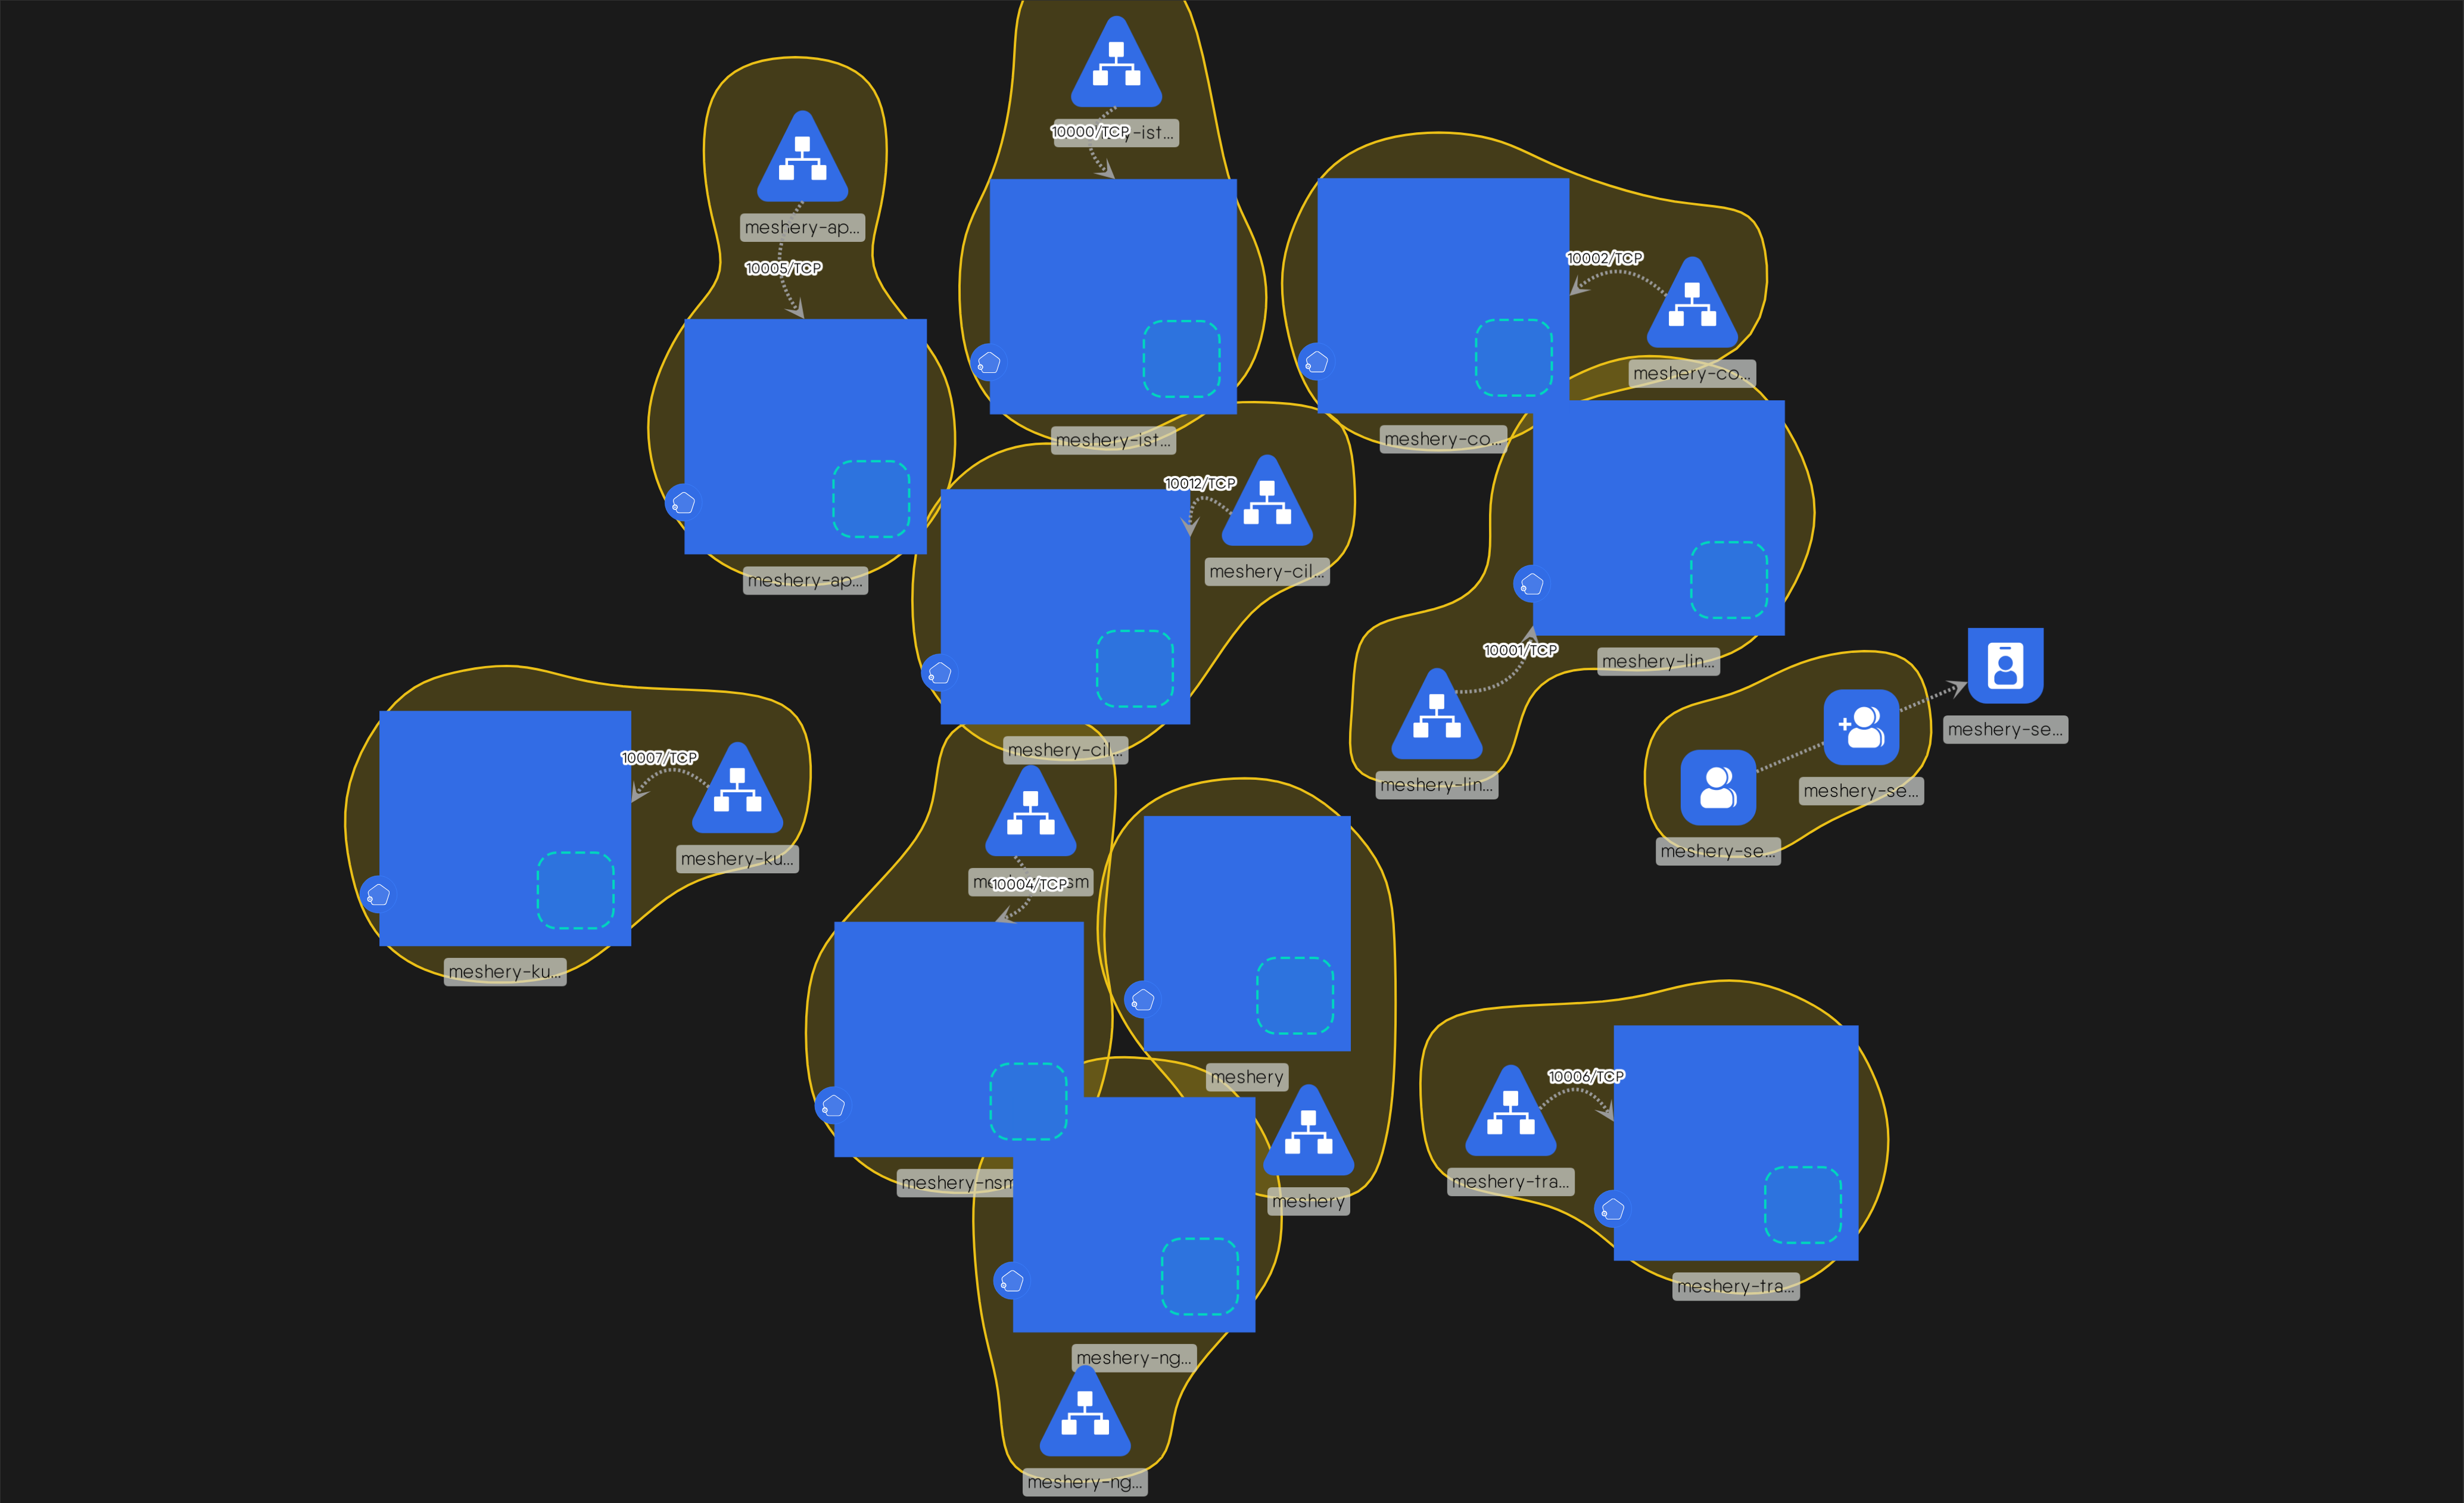 meshery-ist...
10000/TCP
meshery-ap...
10005/TCP
10002/TCP
meshery-co...
meshery-ist...
meshery-co...
10012/TCP
meshery-cil...
meshery-ap...
10001/TCP
meshery-lin...
meshery-se...
meshery-cil...
10007/TCP
meshery-lin...
meshery-se...
meshery-se...
meshery-ku...
10004/TCP
meshery-ku...
meshery
10006/TCP
meshery-tra...
meshery-nsm
meshery
meshery-tra...
meshery-ng...
meshery-ng...